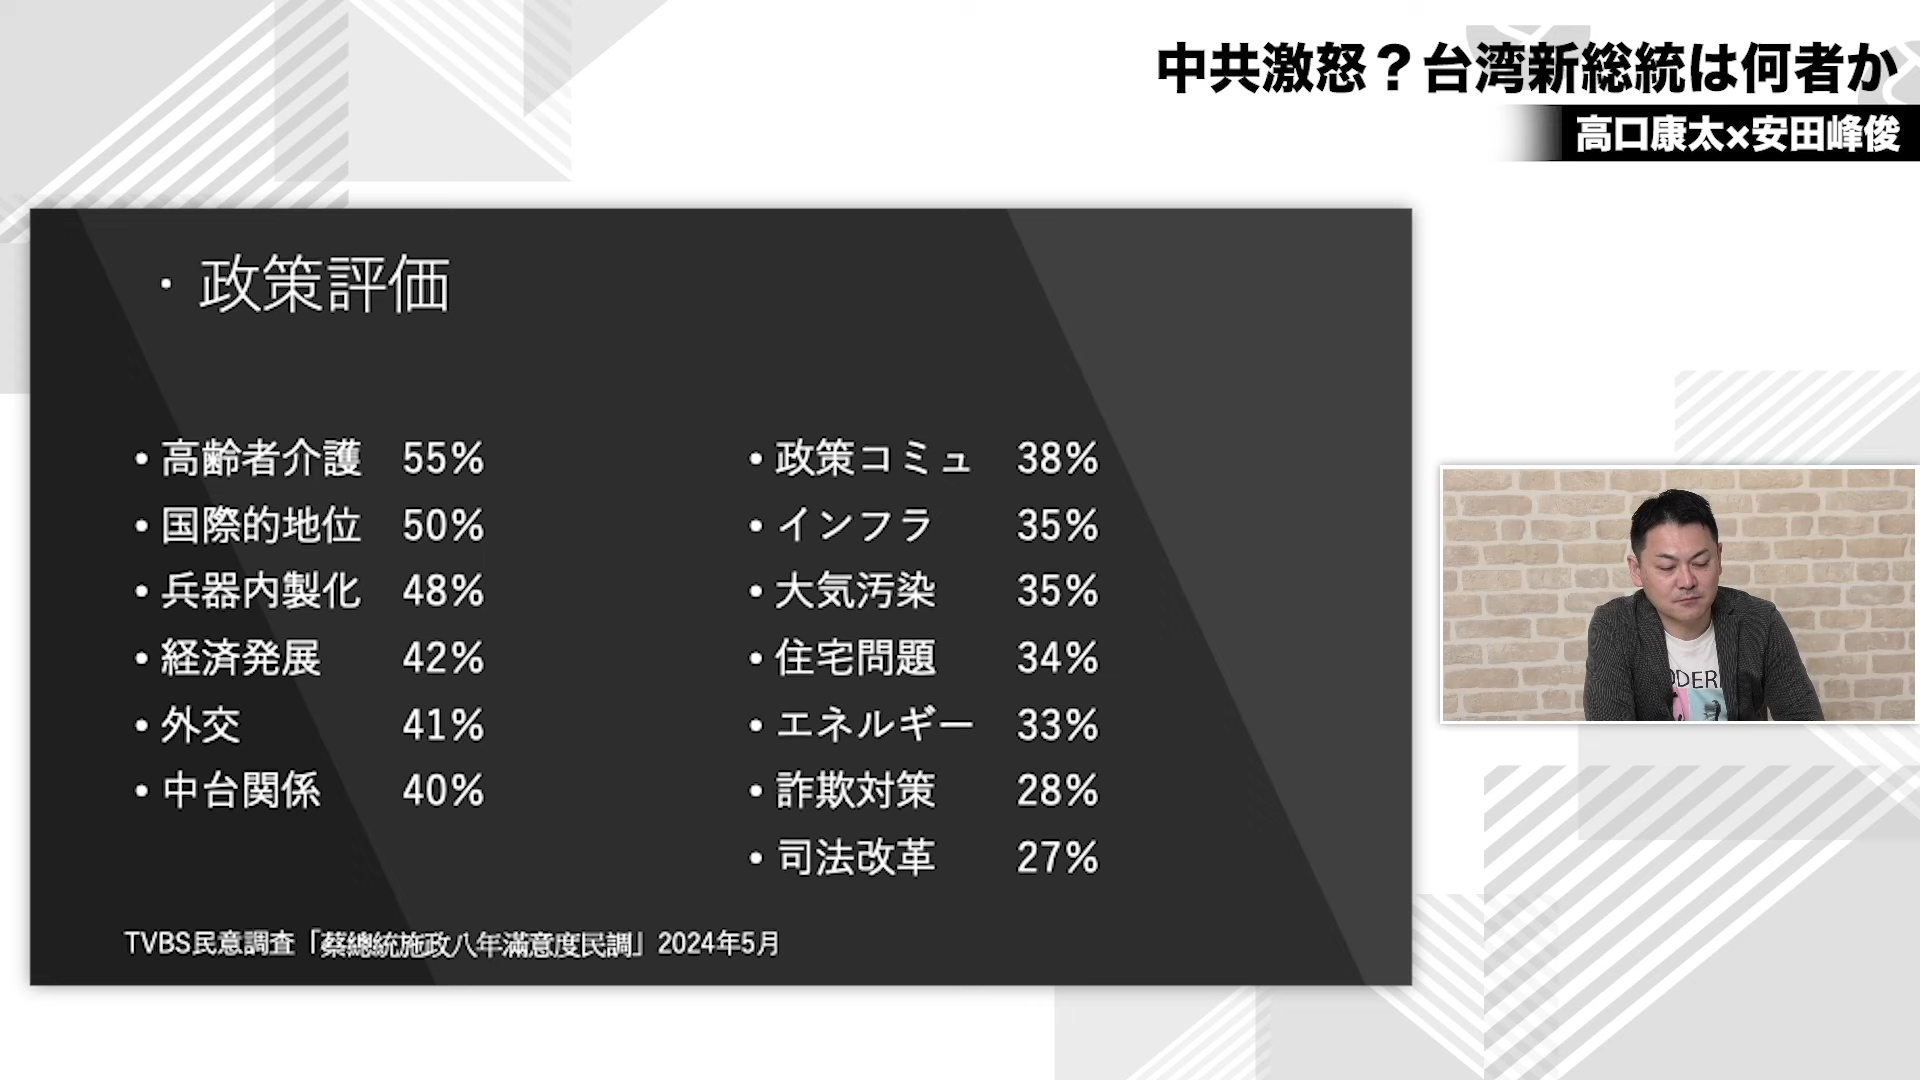 中共激怒？台湾新総統は何者か
高口康太×安田峰俊
・政策評価
• 高齢者介護 55%
• 国際的地位 50%
• 兵器内製化 48%
• 経済発展 42%
• 外交 41%
• 中台関係 40%
• 政策コミュ 38%
• インフラ 35%
• 大気汚染 35%
• 住宅問題 34%
• エネルギー 33%
• 詐欺対策 28%
• 司法改革 27%
TVBS民意調査「蔡總統施政八年滿意度民調」2024年5月